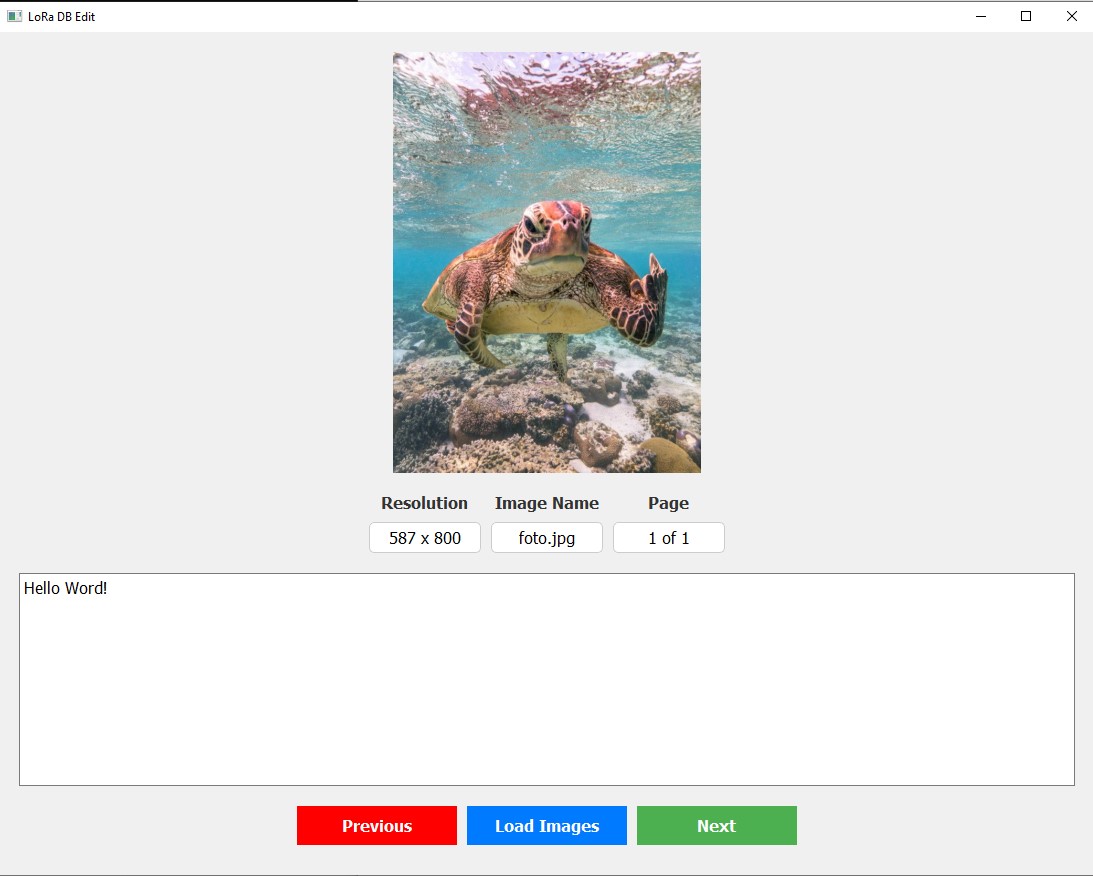 LoRa DB Edit
Resolution Image Name Page
587 x 800 foto.jpg 1 of 1
Hello Word!
Previous Load Images Next